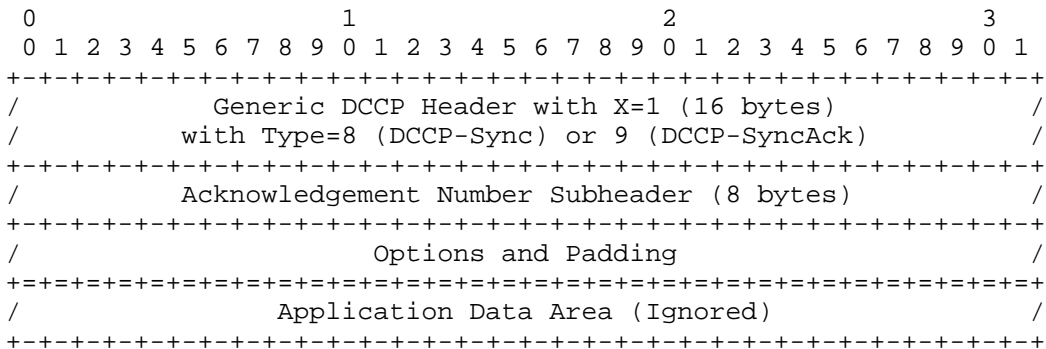 0                   1                   2                   3
 0 1 2 3 4 5 6 7 8 9 0 1 2 3 4 5 6 7 8 9 0 1 2 3 4 5 6 7 8 9 0 1
+-+-+-+-+-+-+-+-+-+-+-+-+-+-+-+-+-+-+-+-+-+-+-+-+-+-+-+-+-+-+-+-+
/            Generic DCCP Header with X=1 (16 bytes)            /
/          with Type=8 (DCCP-Sync) or 9 (DCCP-SyncAck)          /
+-+-+-+-+-+-+-+-+-+-+-+-+-+-+-+-+-+-+-+-+-+-+-+-+-+-+-+-+-+-+-+-+
/          Acknowledgement Number Subheader (8 bytes)           /
+-+-+-+-+-+-+-+-+-+-+-+-+-+-+-+-+-+-+-+-+-+-+-+-+-+-+-+-+-+-+-+-+
/                      Options and Padding                      /
+=+=+=+=+=+=+=+=+=+=+=+=+=+=+=+=+=+=+=+=+=+=+=+=+=+=+=+=+=+=+=+=+
/                Application Data Area (Ignored)                /
+-+-+-+-+-+-+-+-+-+-+-+-+-+-+-+-+-+-+-+-+-+-+-+-+-+-+-+-+-+-+-+-+